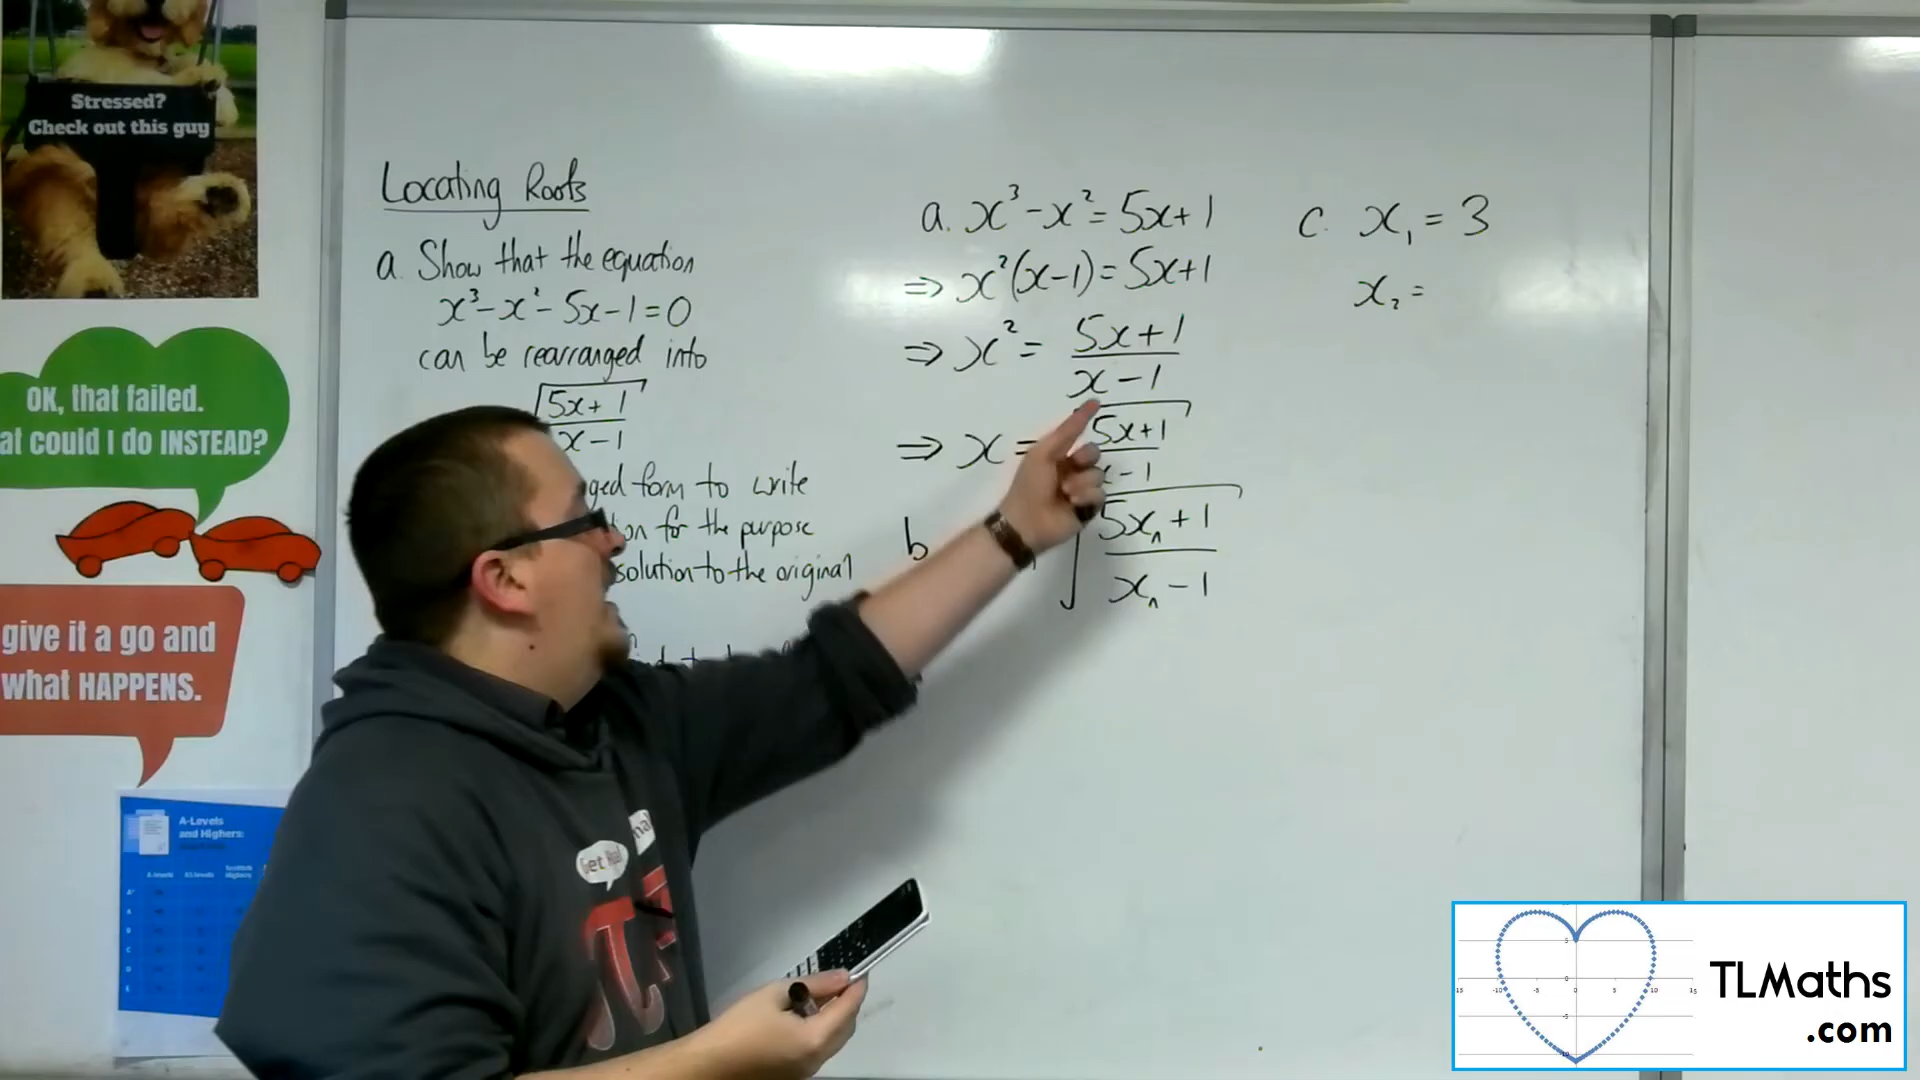 Stressed?
Check out this guy
OK, that failed.
at could I do INSTEAD?
give it a go and
what HAPPENS.
A-Levels
and Highers:
Locating Roots
a. Show that the equation
x³-x²-5x-1=0
can be rearranged into
√(5x+1
x-1
ged form to write
on for the purpose
solution to the original
a. x³-x²=5x+1
⇒ x²(x-1)=5x+1
⇒ x² = 5x+1
x-1
⇒ x = 5x+1
x-1
b
√ 5xₙ+1
xₙ-1
c. x₁ = 3
x₂ =
Get Real
TLMaths
.com